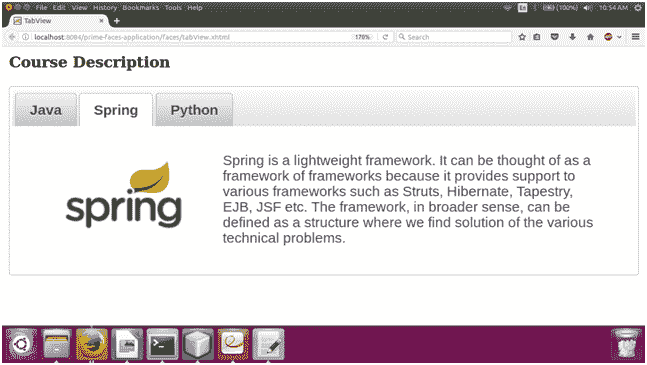 File Edit View History Bookmarks Tools Help
En
(100%)
10:54 AM
TabView
localhost:8084/prime-faces-application/faces/tabView.xhtml
170%
Search
Course Description
Java
Spring
Python
spring
Spring is a lightweight framework. It can be thought of as a
framework of frameworks because it provides support to
various frameworks such as Struts, Hibernate, Tapestry,
EJB, JSF etc. The framework, in broader sense, can be
defined as a structure where we find solution of the various
technical problems.